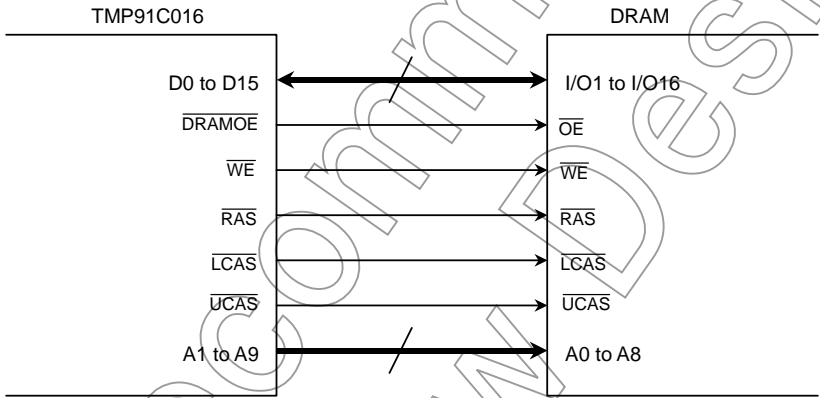 TMP91C016 DRAM
D0 to D15 I/O1 to I/O16
DRAMOE OE
WE WE
RAS RAS
LCAS LCAS
UCAS UCAS
A1 to A9 A0 to A8